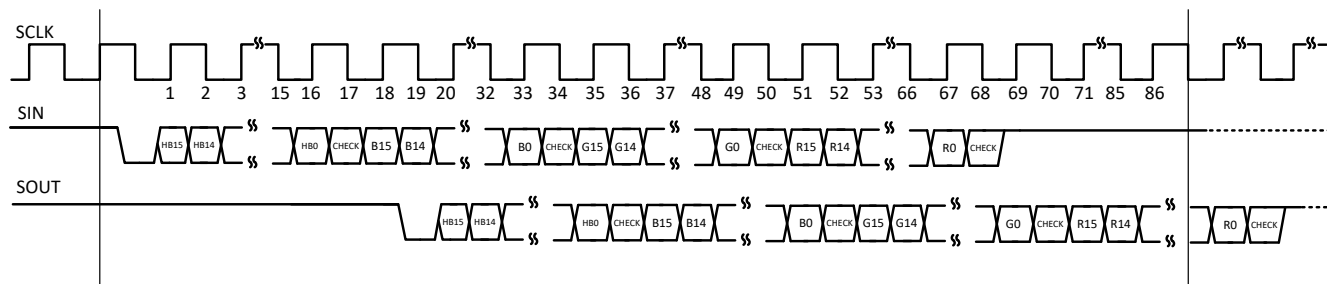 SCLK
1 2 3 15 16 17 18 19 20 32 33 34 35 36 37 48 49 50 51 52 53 66 67 68 69 70 71 85 86
SIN
HB15 HB14 HB0 CHECK B15 B14 B0 CHECK G15 G14 G0 CHECK R15 R14 R0 CHECK
SOUT
HB15 HB14 HB0 CHECK B15 B14 B0 CHECK G15 G14 G0 CHECK R15 R14 R0 CHECK